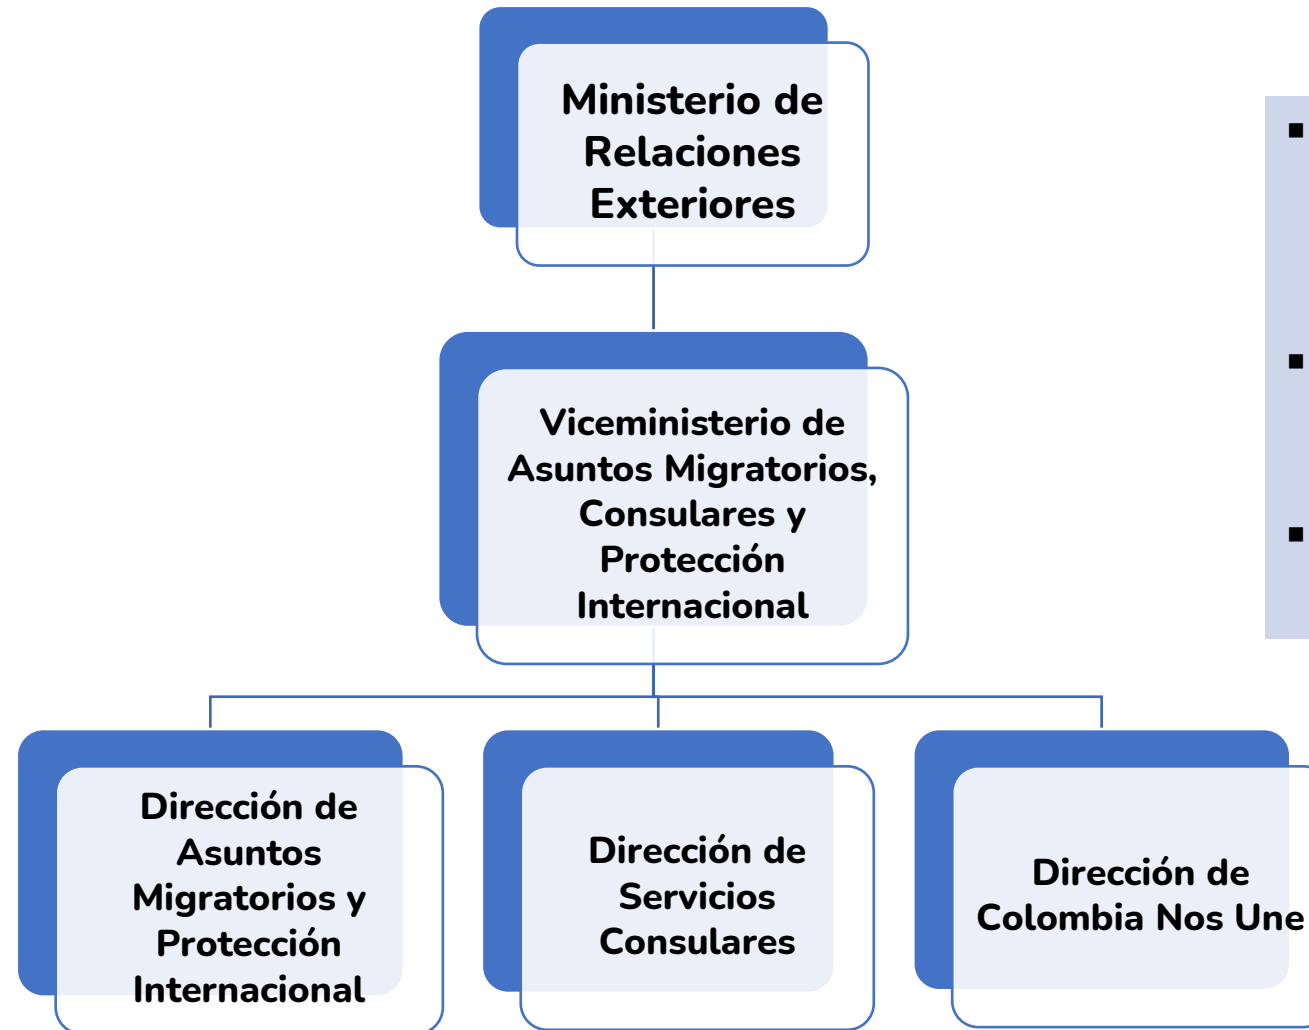 Ministerio de
Relaciones
Exteriores
Viceministerio de
Asuntos Migratorios,
Consulares y
Protección
Internacional
Dirección de
Asuntos
Migratorios y
Protección
Internacional
Dirección de
Servicios
Consulares
Dirección de
Colombia Nos Une